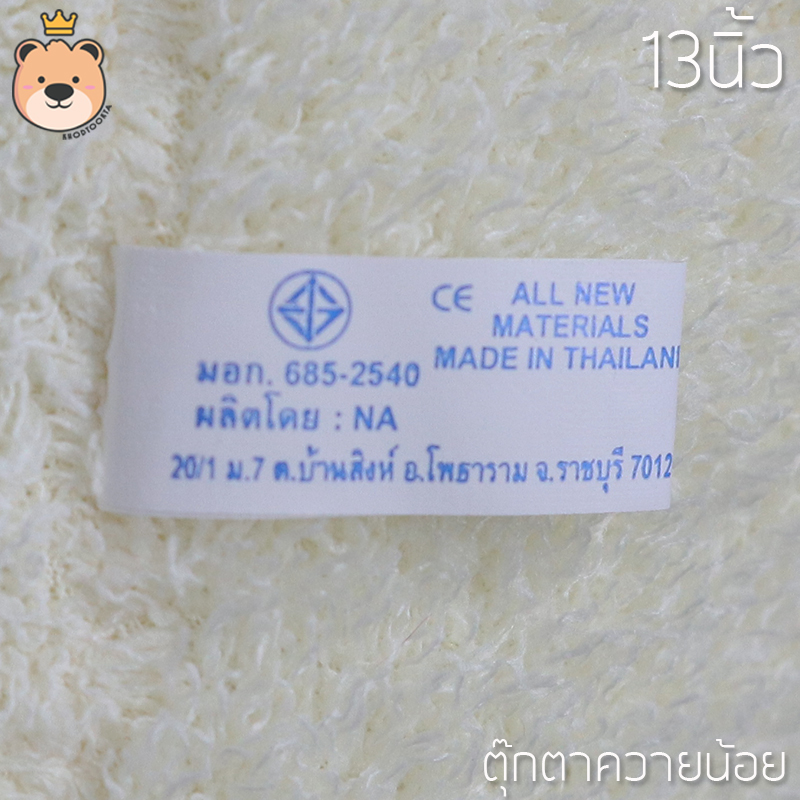 KHODTOOKTA
13นิ้ว
CE ALL NEW
MATERIALS
MADE IN THAILAN
มอก. 685-2540
ผลิตโดย : NA
20/1 ม.7 ต.บ้านสิงห์ อ.โพธาราม จ.ราชบุรี 7012
ตุ๊กตาควายน้อย